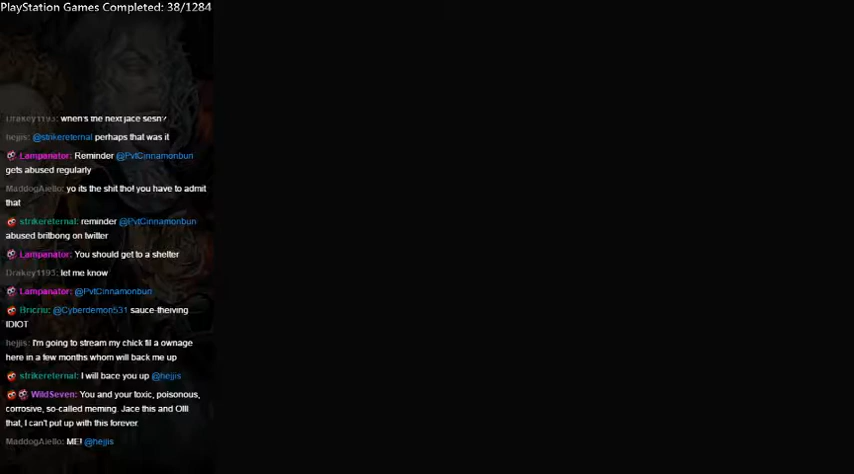 PlayStation Games Completed: 38/1284
Drakey1193: when's the next jace sesn?
hejjis: @strikereternal perhaps that was it
Lampanator: Reminder @PvtCinnamonbun
gets abused regularly
MaddogAiello: yo its the shit tho! you have to admit
that
strikereternal: reminder @PvtCinnamonbun
abused britbong on twitter
Lampanator: You should get to a shelter
Drakey1193: let me know
Lampanator: @PvtCinnamonbun
Bricriu: @Cyberdemon531 sauce-theiving
IDIOT
hejjis: I'm going to stream my chick fil a ownage
here in a few months whom will back me up
strikereternal: I will bace you up @hejjis
WildSeven: You and your toxic, poisonous,
corrosive, so-called meming. Jace this and Olll
that, I can't put up with this forever
MaddogAiello: ME! @hejjis